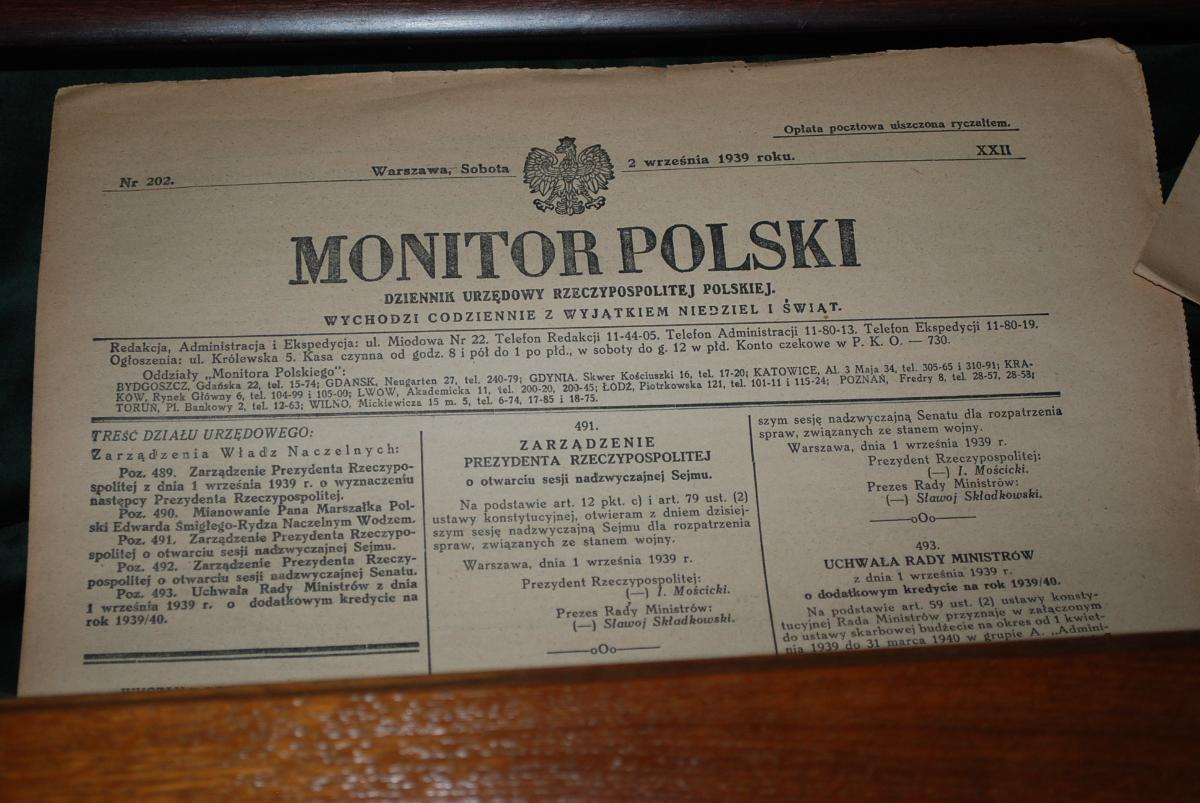 Opłata pocztowa uiszczona ryczałtem.
Nr 202. Warszawa, Sobota 2 września 1939 roku. XXII
MONITOR POLSKI
DZIENNIK URZĘDOWY RZECZYPOSPOLITEJ POLSKIEJ.
WYCHODZI CODZIENNIE Z WYJĄTKIEM NIEDZIEL I ŚWIĄT.
Redakcja, Administracja i Ekspedycja: ul. Miodowa Nr 22. Telefon Redakcji 11-44-05. Telefon Administracji 11-80-13. Telefon Ekspedycji 11-80-19.
Ogłoszenia: ul. Królewska 5. Kasa czynna od godz. 8 i pół do 1 po płd., w soboty do g. 12 w płd. Konto czekowe w P. K. O. — 730.
Oddziały „Monitora Polskiego":
BYDGOSZCZ, Gdańska 22, tel. 15-74; GDAŃSK, Neugarten 27, tel. 240-79; GDYNIA, Skwer Kościuszki 16, tel. 17-20; KATOWICE, Al. 3 Maja 34, tel. 305-65 i 310-91; KRA-
KÓW, Rynek Główny 6, tel. 104-99 i 105-00; LWÓW, Akademicka 11, tel. 200-20, 209-45; ŁÓDŹ, Piotrkowska 121, tel. 101-11 i 115-24; POZNAŃ, Fredry 8, tel. 28-57, 28-58;
TORUŃ, Pl. Bankowy 2, tel. 12-63; WILNO, Mickiewicza 15 m. 5, tel. 6-74, 17-85 i 18-75.
TREŚĆ DZIAŁU URZĘDOWEGO:
Zarządzenia Władz Naczelnych:
Poz. 489. Zarządzenie Prezydenta Rzeczypo-
spolitej z dnia 1 września 1939 r. o wyznaczeniu
następcy Prezydenta Rzeczypospolitej.
Poz. 490. Mianowanie Pana Marszałka Pol-
ski Edwarda Śmigłego-Rydza Naczelnym Wodzem.
Poz. 491. Zarządzenie Prezydenta Rzeczypo-
spolitej o otwarciu sesji nadzwyczajnej Sejmu.
Poz. 492. Zarządzenie Prezydenta Rzeczy-
pospolitej o otwarciu sesji nadzwyczajnej Senatu.
Poz. 493. Uchwała Rady Ministrów z dnia
1 września 1939 r. o dodatkowym kredycie na
rok 1939/40.
491.
ZARZĄDZENIE
PREZYDENTA RZECZYPOSPOLITEJ
o otwarciu sesji nadzwyczajnej Sejmu.
Na podstawie art. 12 pkt. c) i art. 79 ust. (2)
ustawy konstytucyjnej, otwieram z dniem dzisiej-
szym sesję nadzwyczajną Sejmu dla rozpatrzenia
spraw, związanych ze stanem wojny.
Warszawa, dnia 1 września 1939 r.
Prezydent Rzeczypospolitej:
(—) I. Mościcki.
Prezes Rady Ministrów:
(—) Sławoj Składkowski.
—oOo—
szym sesję nadzwyczajną Senatu dla rozpatrzenia
spraw, związanych ze stanem wojny.
Warszawa, dnia 1 września 1939 r.
Prezydent Rzeczypospolitej:
(—) I. Mościcki.
Prezes Rady Ministrów:
(—) Sławoj Składkowski.
—oOo—
493.
UCHWAŁA RADY MINISTRÓW
z dnia 1 września 1939 r.
o dodatkowym kredycie na rok 1939/40.
Na podstawie art. 59 ust. (2) ustawy konsty-
tucyjnej Rada Ministrów przyznaje w załączonym
do ustawy skarbowej budżecie na okres od 1 kwiet-
nia 1939 do 31 marca 1940 w grupie A. „Admini-